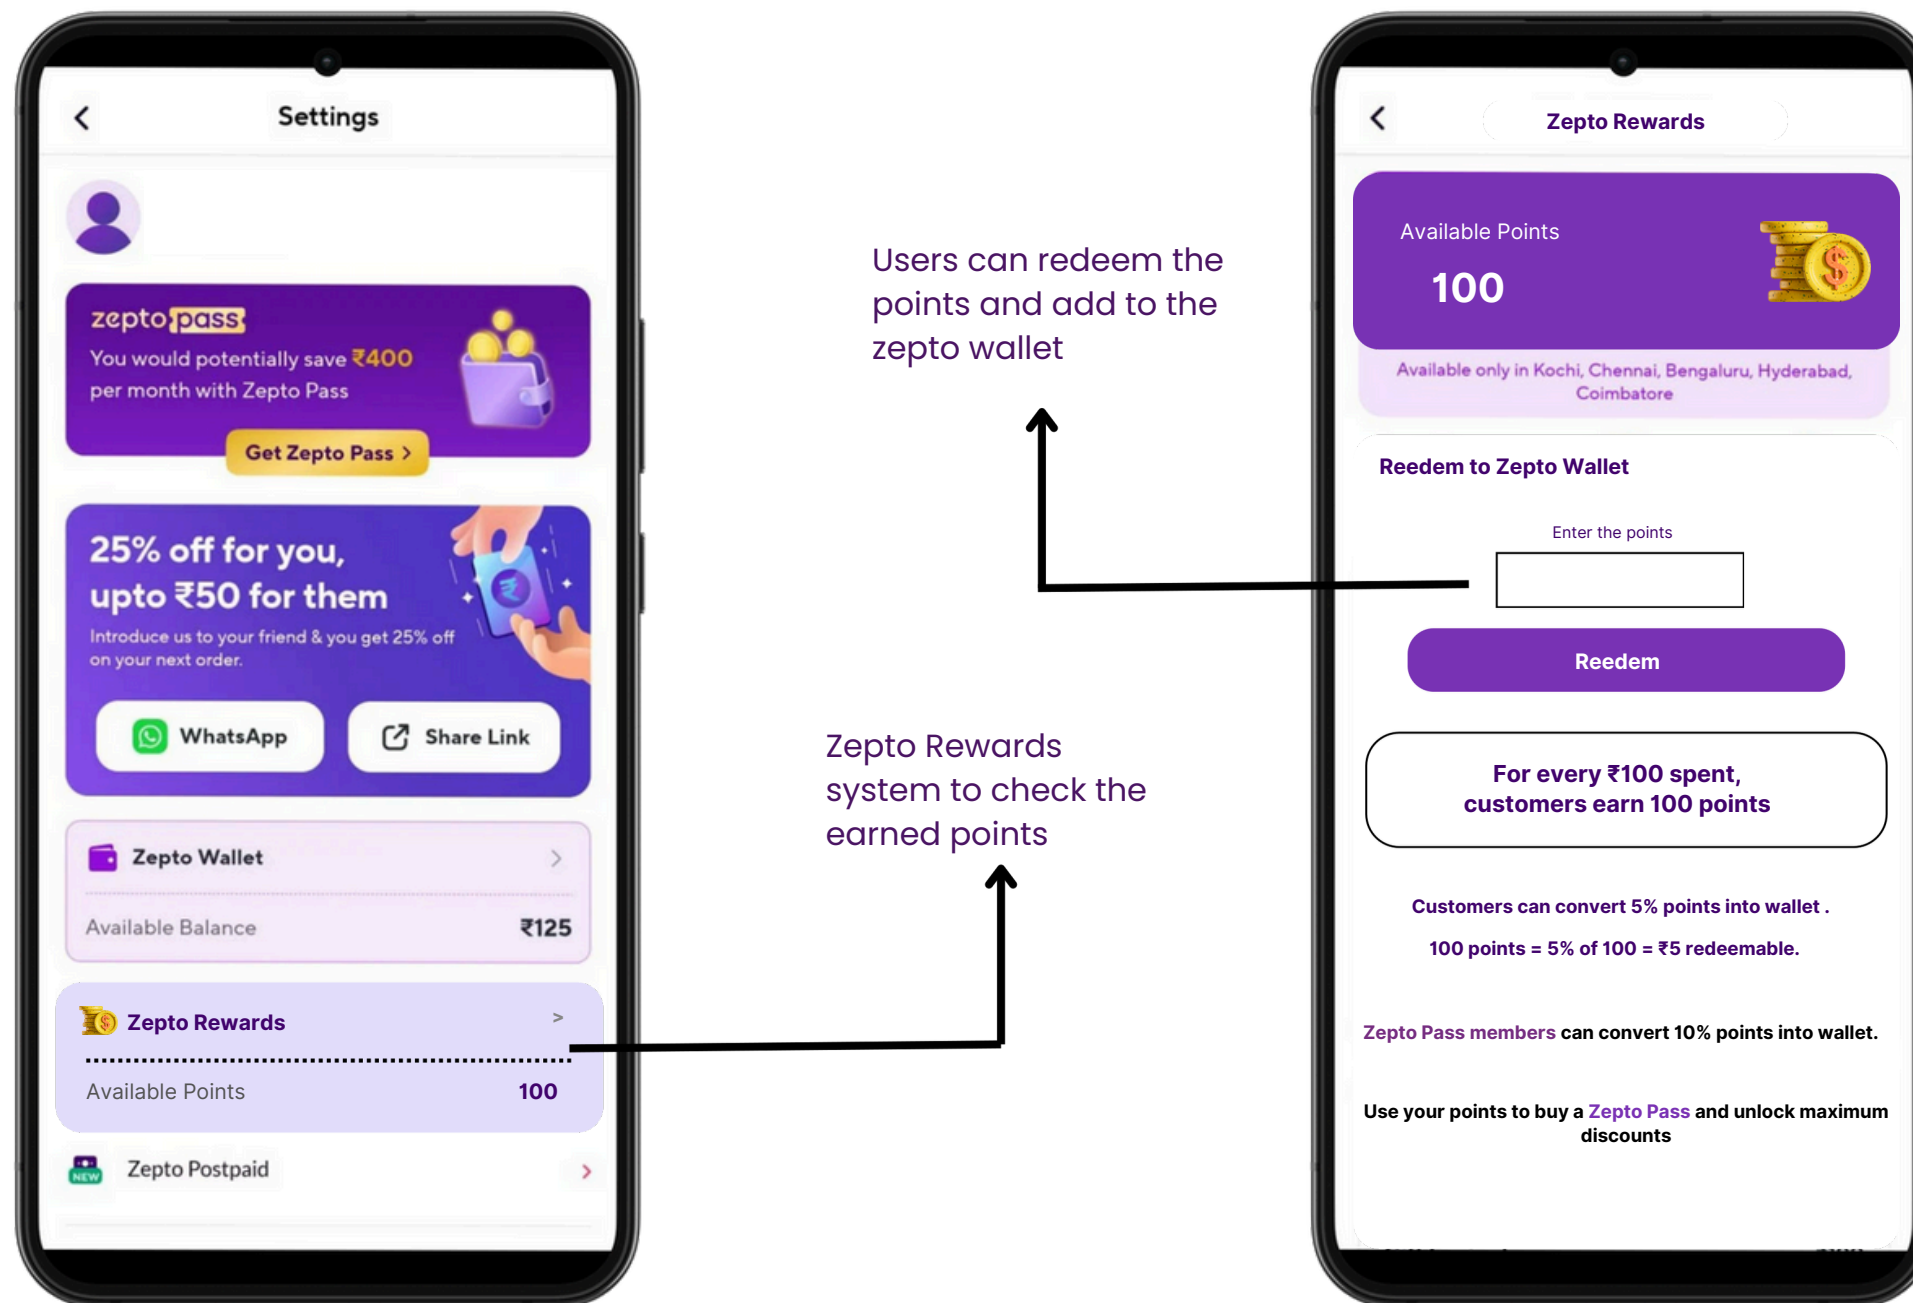 Settings
zepto pass
You would potentially save ₹400
per month with Zepto Pass
Get Zepto Pass >
25% off for you,
upto ₹50 for them
Introduce us to your friend & you get 25% off
on your next order.
WhatsApp
Share Link
Zepto Wallet
Available Balance ₹125
Zepto Rewards >
Available Points 100
NEW
Zepto Postpaid
Users can redeem the
points and add to the
zepto wallet
Zepto Rewards
system to check the
earned points
Zepto Rewards
Available Points
100
Available only in Kochi, Chennai, Bengaluru, Hyderabad,
Coimbatore
Reedem to Zepto Wallet
Enter the points
Reedem
For every ₹100 spent,
customers earn 100 points
Customers can convert 5% points into wallet .
100 points = 5% of 100 = ₹5 redeemable.
Zepto Pass members can convert 10% points into wallet.
Use your points to buy a Zepto Pass and unlock maximum
discounts